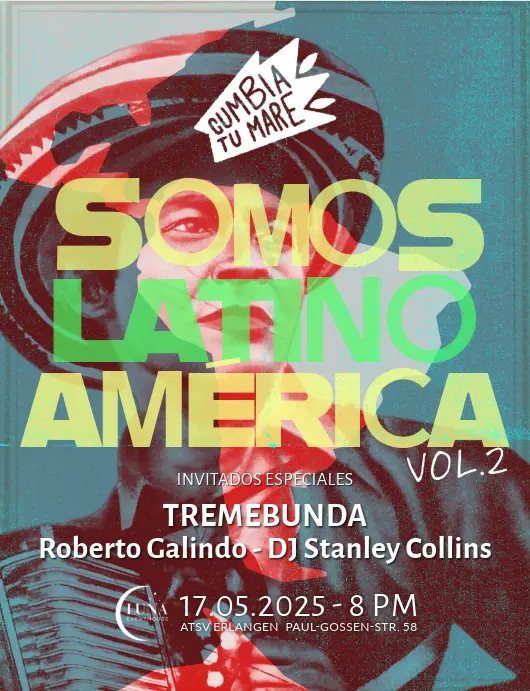 CUMBIA
TU MARE
SOMOS
LATINO
AMÉRICA
VOL.2
INVITADOS ESPECIALES
TREMEBUNDA
Roberto Galindo - DJ Stanley Collins
LUNA
EVENTHOUSE
17.05.2025 - 8 PM
ATSV ERLANGEN PAUL-GOSSEN-STR. 58